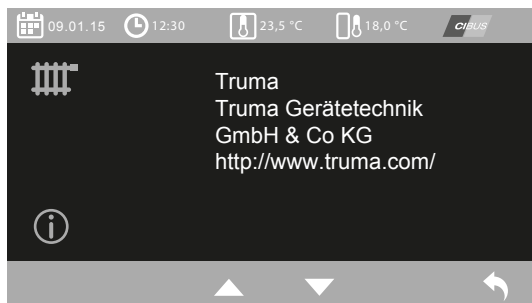 09.01.15 12:30 23,5 °C 18,0 °C CIBUS
Truma
Truma Gerätetechnik
GmbH & Co KG
http://www.truma.com/